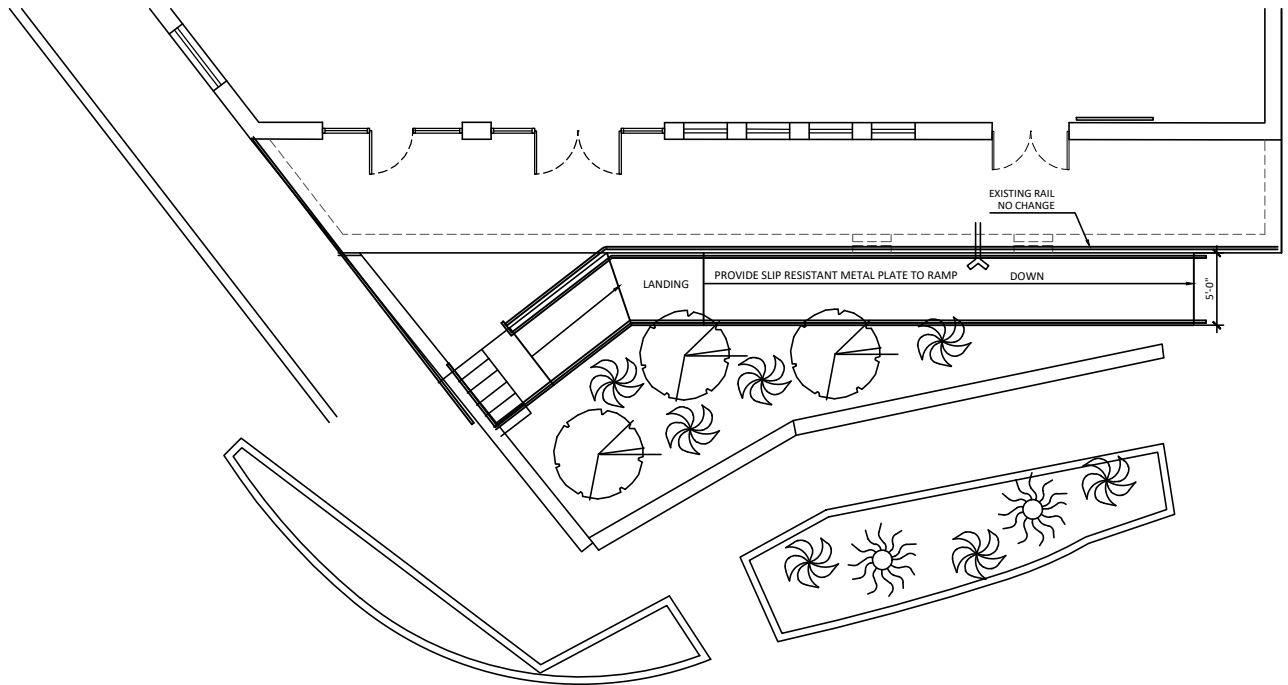 EXISTING RAIL
NO CHANGE
LANDING
PROVIDE SLIP RESISTANT METAL PLATE TO RAMP
DOWN
5'-0"